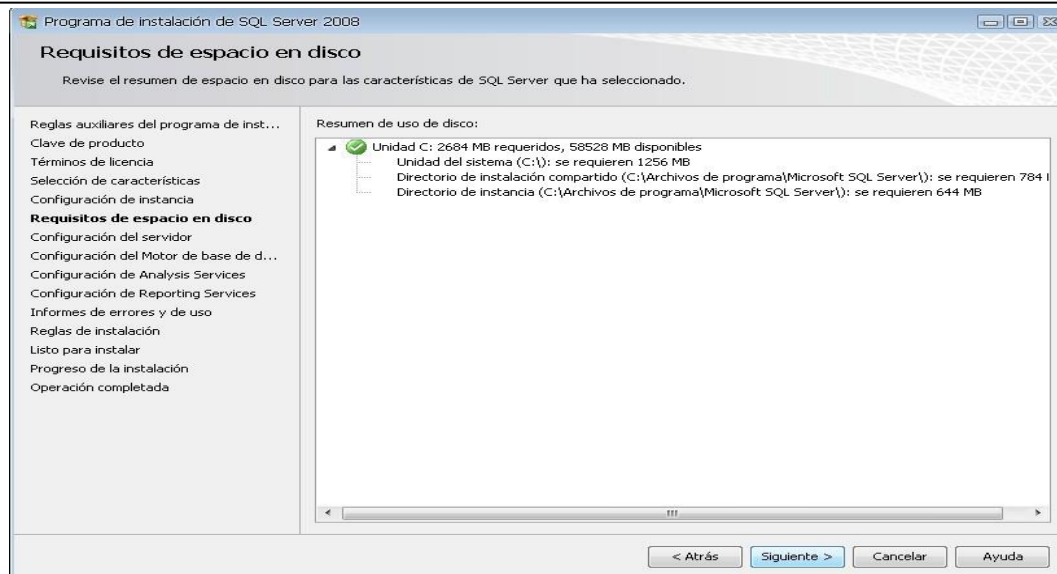 Programa de instalación de SQL Server 2008
Requisitos de espacio en disco
Revise el resumen de espacio en disco para las características de SQL Server que ha seleccionado.
Reglas auxiliares del programa de inst...
Clave de producto
Términos de licencia
Selección de características
Configuración de instancia
Requisitos de espacio en disco
Configuración del servidor
Configuración del Motor de base de d...
Configuración de Analysis Services
Configuración de Reporting Services
Informes de errores y de uso
Reglas de instalación
Listo para instalar
Progreso de la instalación
Operación completada
Resumen de uso de disco:
Unidad C: 2684 MB requeridos, 58528 MB disponibles
Unidad del sistema (C:\): se requieren 1256 MB
Directorio de instalación compartido (C:\Archivos de programa\Microsoft SQL Server\): se requieren 784
Directorio de instancia (C:\Archivos de programa\Microsoft SQL Server\): se requieren 644 MB
< Atrás
Siguiente >
Cancelar
Ayuda